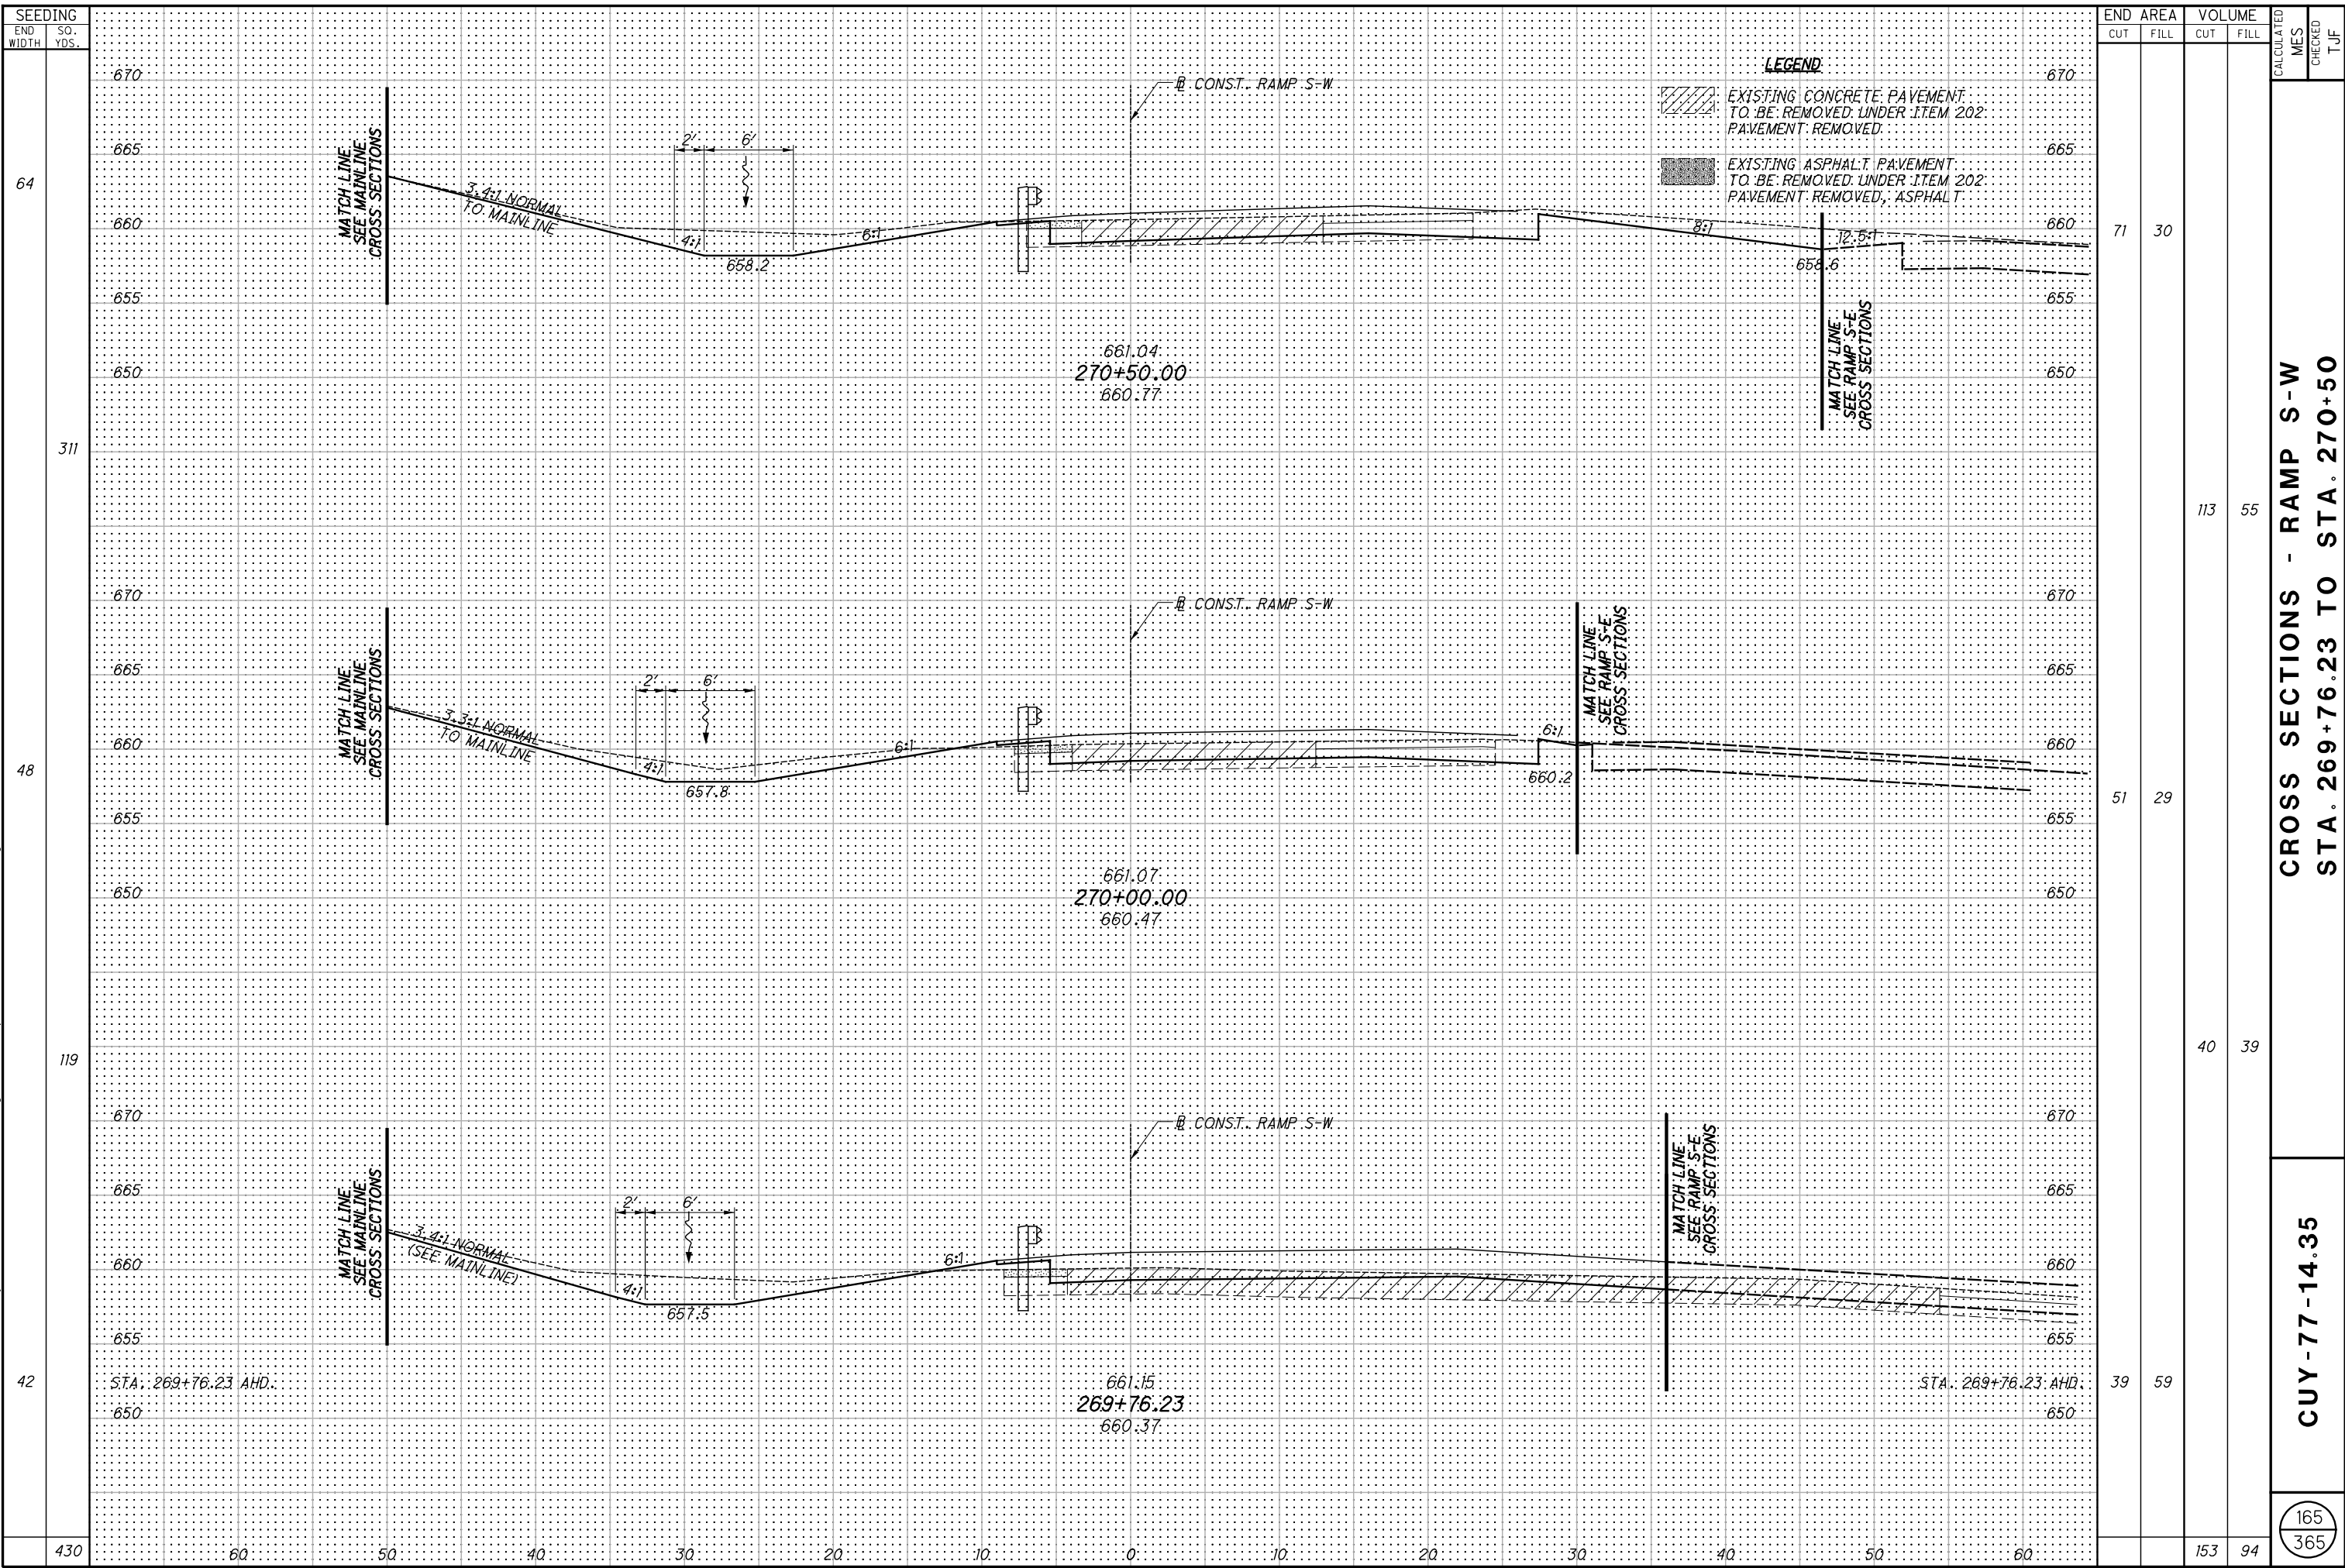 SEEDING
END WIDTH
SQ. YDS.
END AREA
VOLUME
CUT
FILL
CUT
FILL
CALCULATED
MES
CHECKED
TJF
LEGEND
EXISTING CONCRETE PAVEMENT
TO BE REMOVED UNDER ITEM 202
PAVEMENT REMOVED
EXISTING ASPHALT PAVEMENT
TO BE REMOVED UNDER ITEM 202
PAVEMENT REMOVED, ASPHALT
670
670
665
665
660
660
655
655
650
650
MATCH LINE
SEE MAINLINE
CROSS SECTIONS
3.4:1 NORMAL
TO MAINLINE
4:1
2'
6'
658.2
6:1
℄ CONST. RAMP S-W
8:1
12.5:1
658.6
MATCH LINE
SEE RAMP S-E
CROSS SECTIONS
661.04
270+50.00
660.77
64
71
30
311
113
55
670
670
665
665
660
660
655
655
650
650
MATCH LINE
SEE MAINLINE
CROSS SECTIONS
3.3:1 NORMAL
TO MAINLINE
4:1
2'
6'
657.8
6:1
℄ CONST. RAMP S-W
6:1
660.2
MATCH LINE
SEE RAMP S-E
CROSS SECTIONS
661.07
270+00.00
660.47
48
51
29
119
40
39
670
670
665
665
660
660
655
655
650
650
MATCH LINE
SEE MAINLINE
CROSS SECTIONS
3.4:1 NORMAL
(SEE MAINLINE)
4:1
2'
6'
657.5
6:1
℄ CONST. RAMP S-W
MATCH LINE
SEE RAMP S-E
CROSS SECTIONS
STA. 269+76.23 AHD.
661.15
269+76.23
660.37
STA. 269+76.23 AHD.
42
39
59
430
60
50
40
30
20
10
0
10
20
30
40
50
60
153
94
CROSS SECTIONS - RAMP S-W
STA. 269+76.23 TO STA. 270+50
CUY-77-14.35
165
365